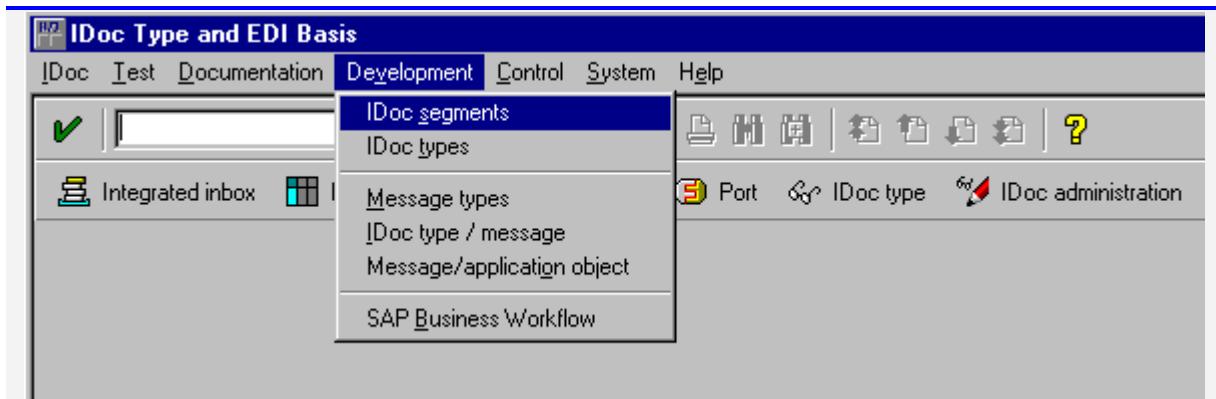 IDoc Type and EDI Basis
IDoc Test Documentation Development Control System Help
IDoc segments
IDoc types
Integrated inbox Port IDoc type IDoc administration
Message types
IDoc type / message
Message/application object
SAP Business Workflow